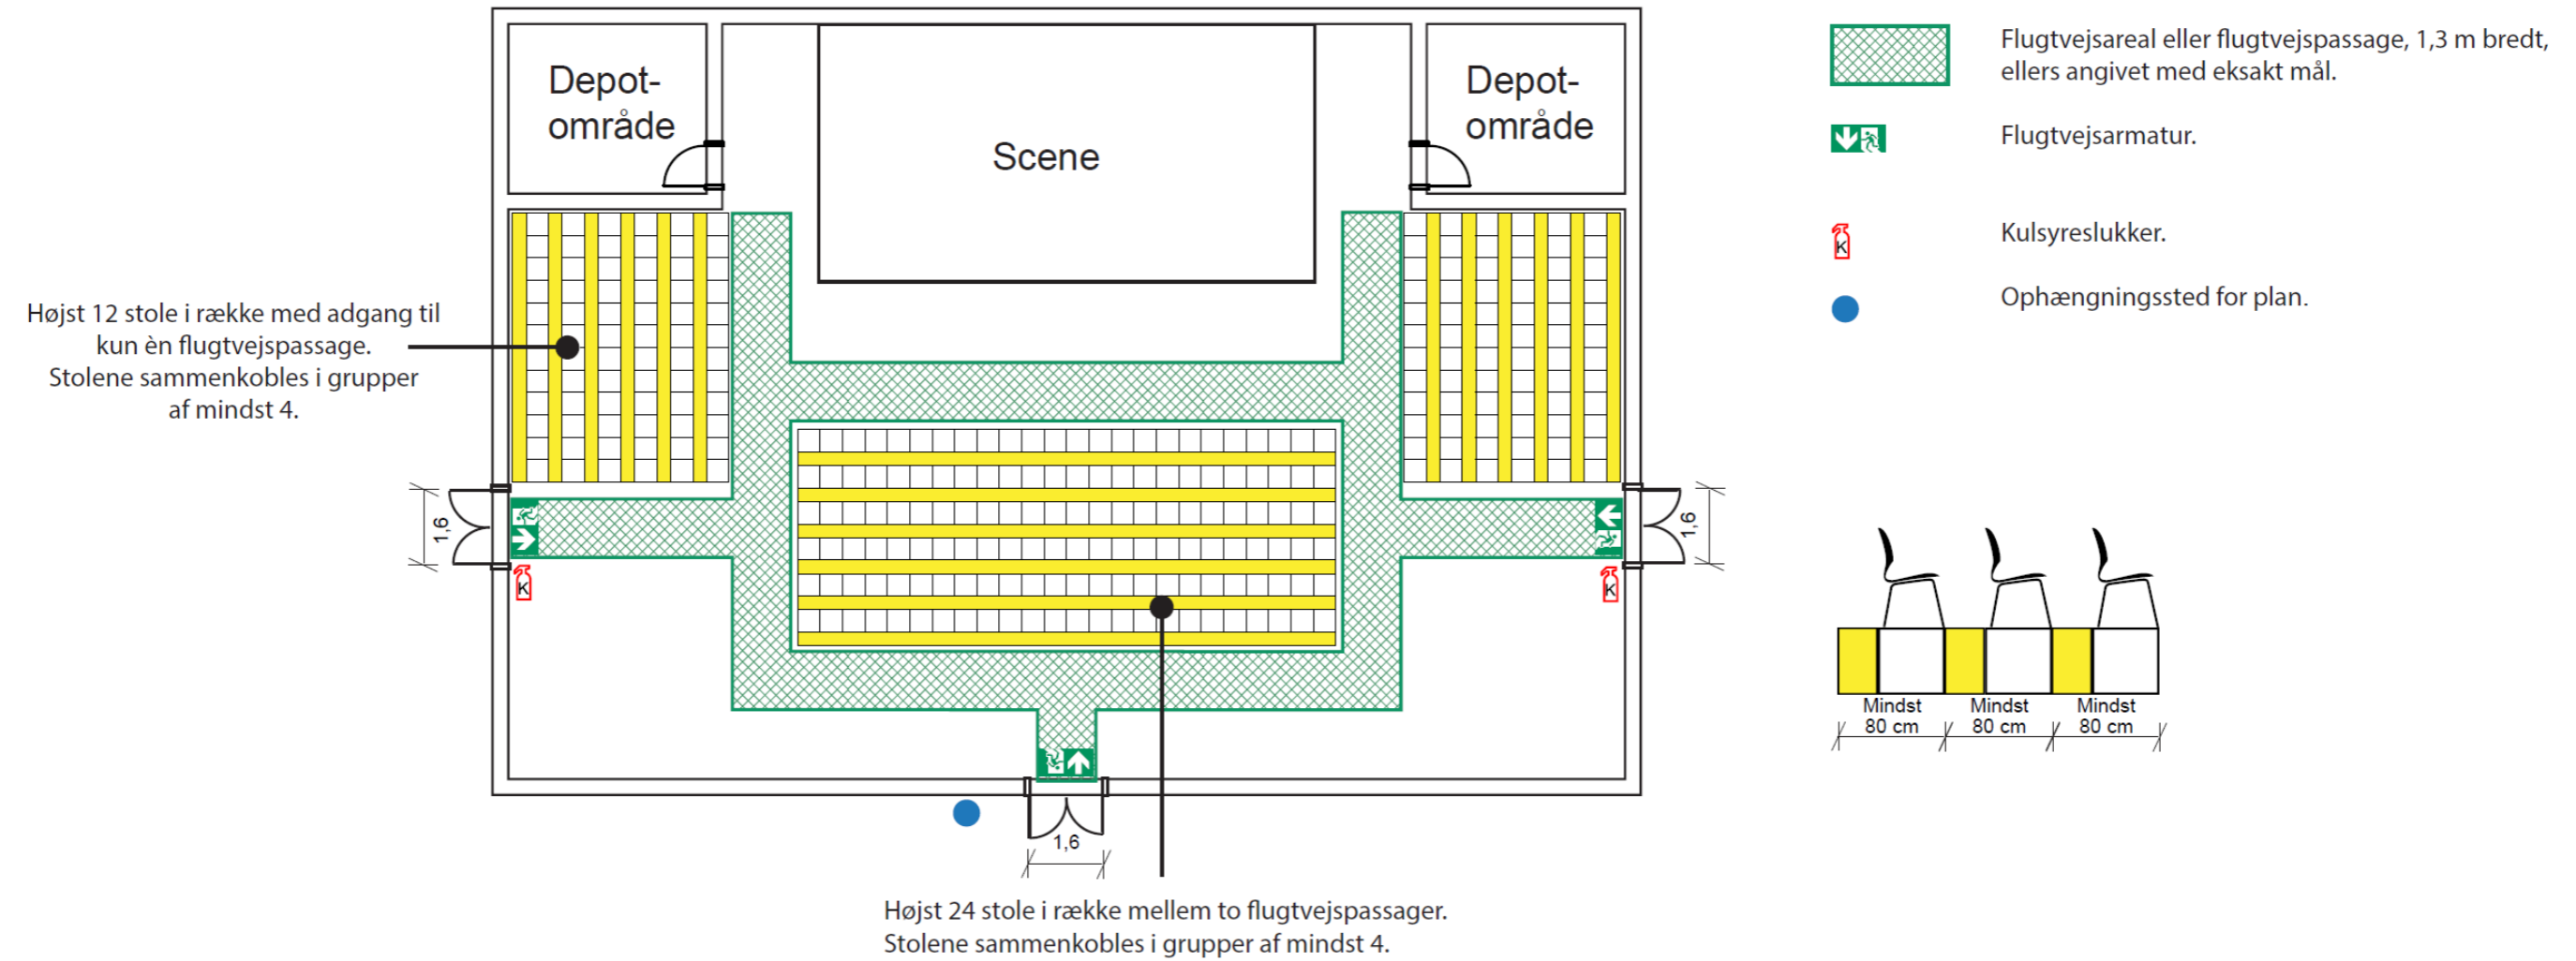 Depot-
område
Scene
Depot-
område
Højst 12 stole i række med adgang til
kun èn flugtvejspassage.
Stolene sammenkobles i grupper
af mindst 4.
1,6
K
1,6
K
1,6
Højst 24 stole i række mellem to flugtvejspassager.
Stolene sammenkobles i grupper af mindst 4.
Flugtvejsareal eller flugtvejspassage, 1,3 m bredt,
ellers angivet med eksakt mål.
Flugtvejsarmatur.
K
Kulsyreslukker.
Ophængningssted for plan.
Mindst
80 cm
Mindst
80 cm
Mindst
80 cm